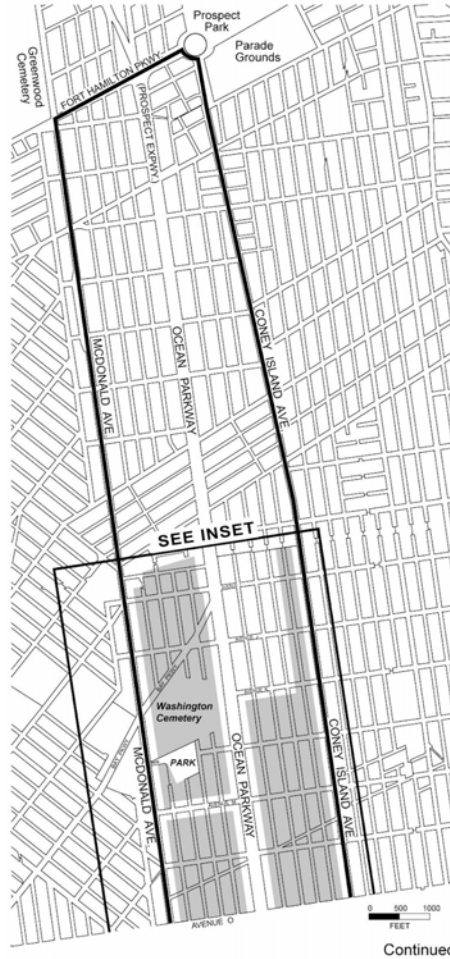 Prospect
Park
Parade
Grounds
Greenwood
Cemetery
FORT HAMILTON PKWY.
(PROSPECT EXPWY.)
MCDONALD AVE.
OCEAN PARKWAY
CONEY ISLAND AVE.
SEE INSET
Washington
Cemetery
PARK
MCDONALD AVE.
OCEAN PARKWAY
CONEY ISLAND AVE.
AVENUE O
0 500 1000
FEET
Continued